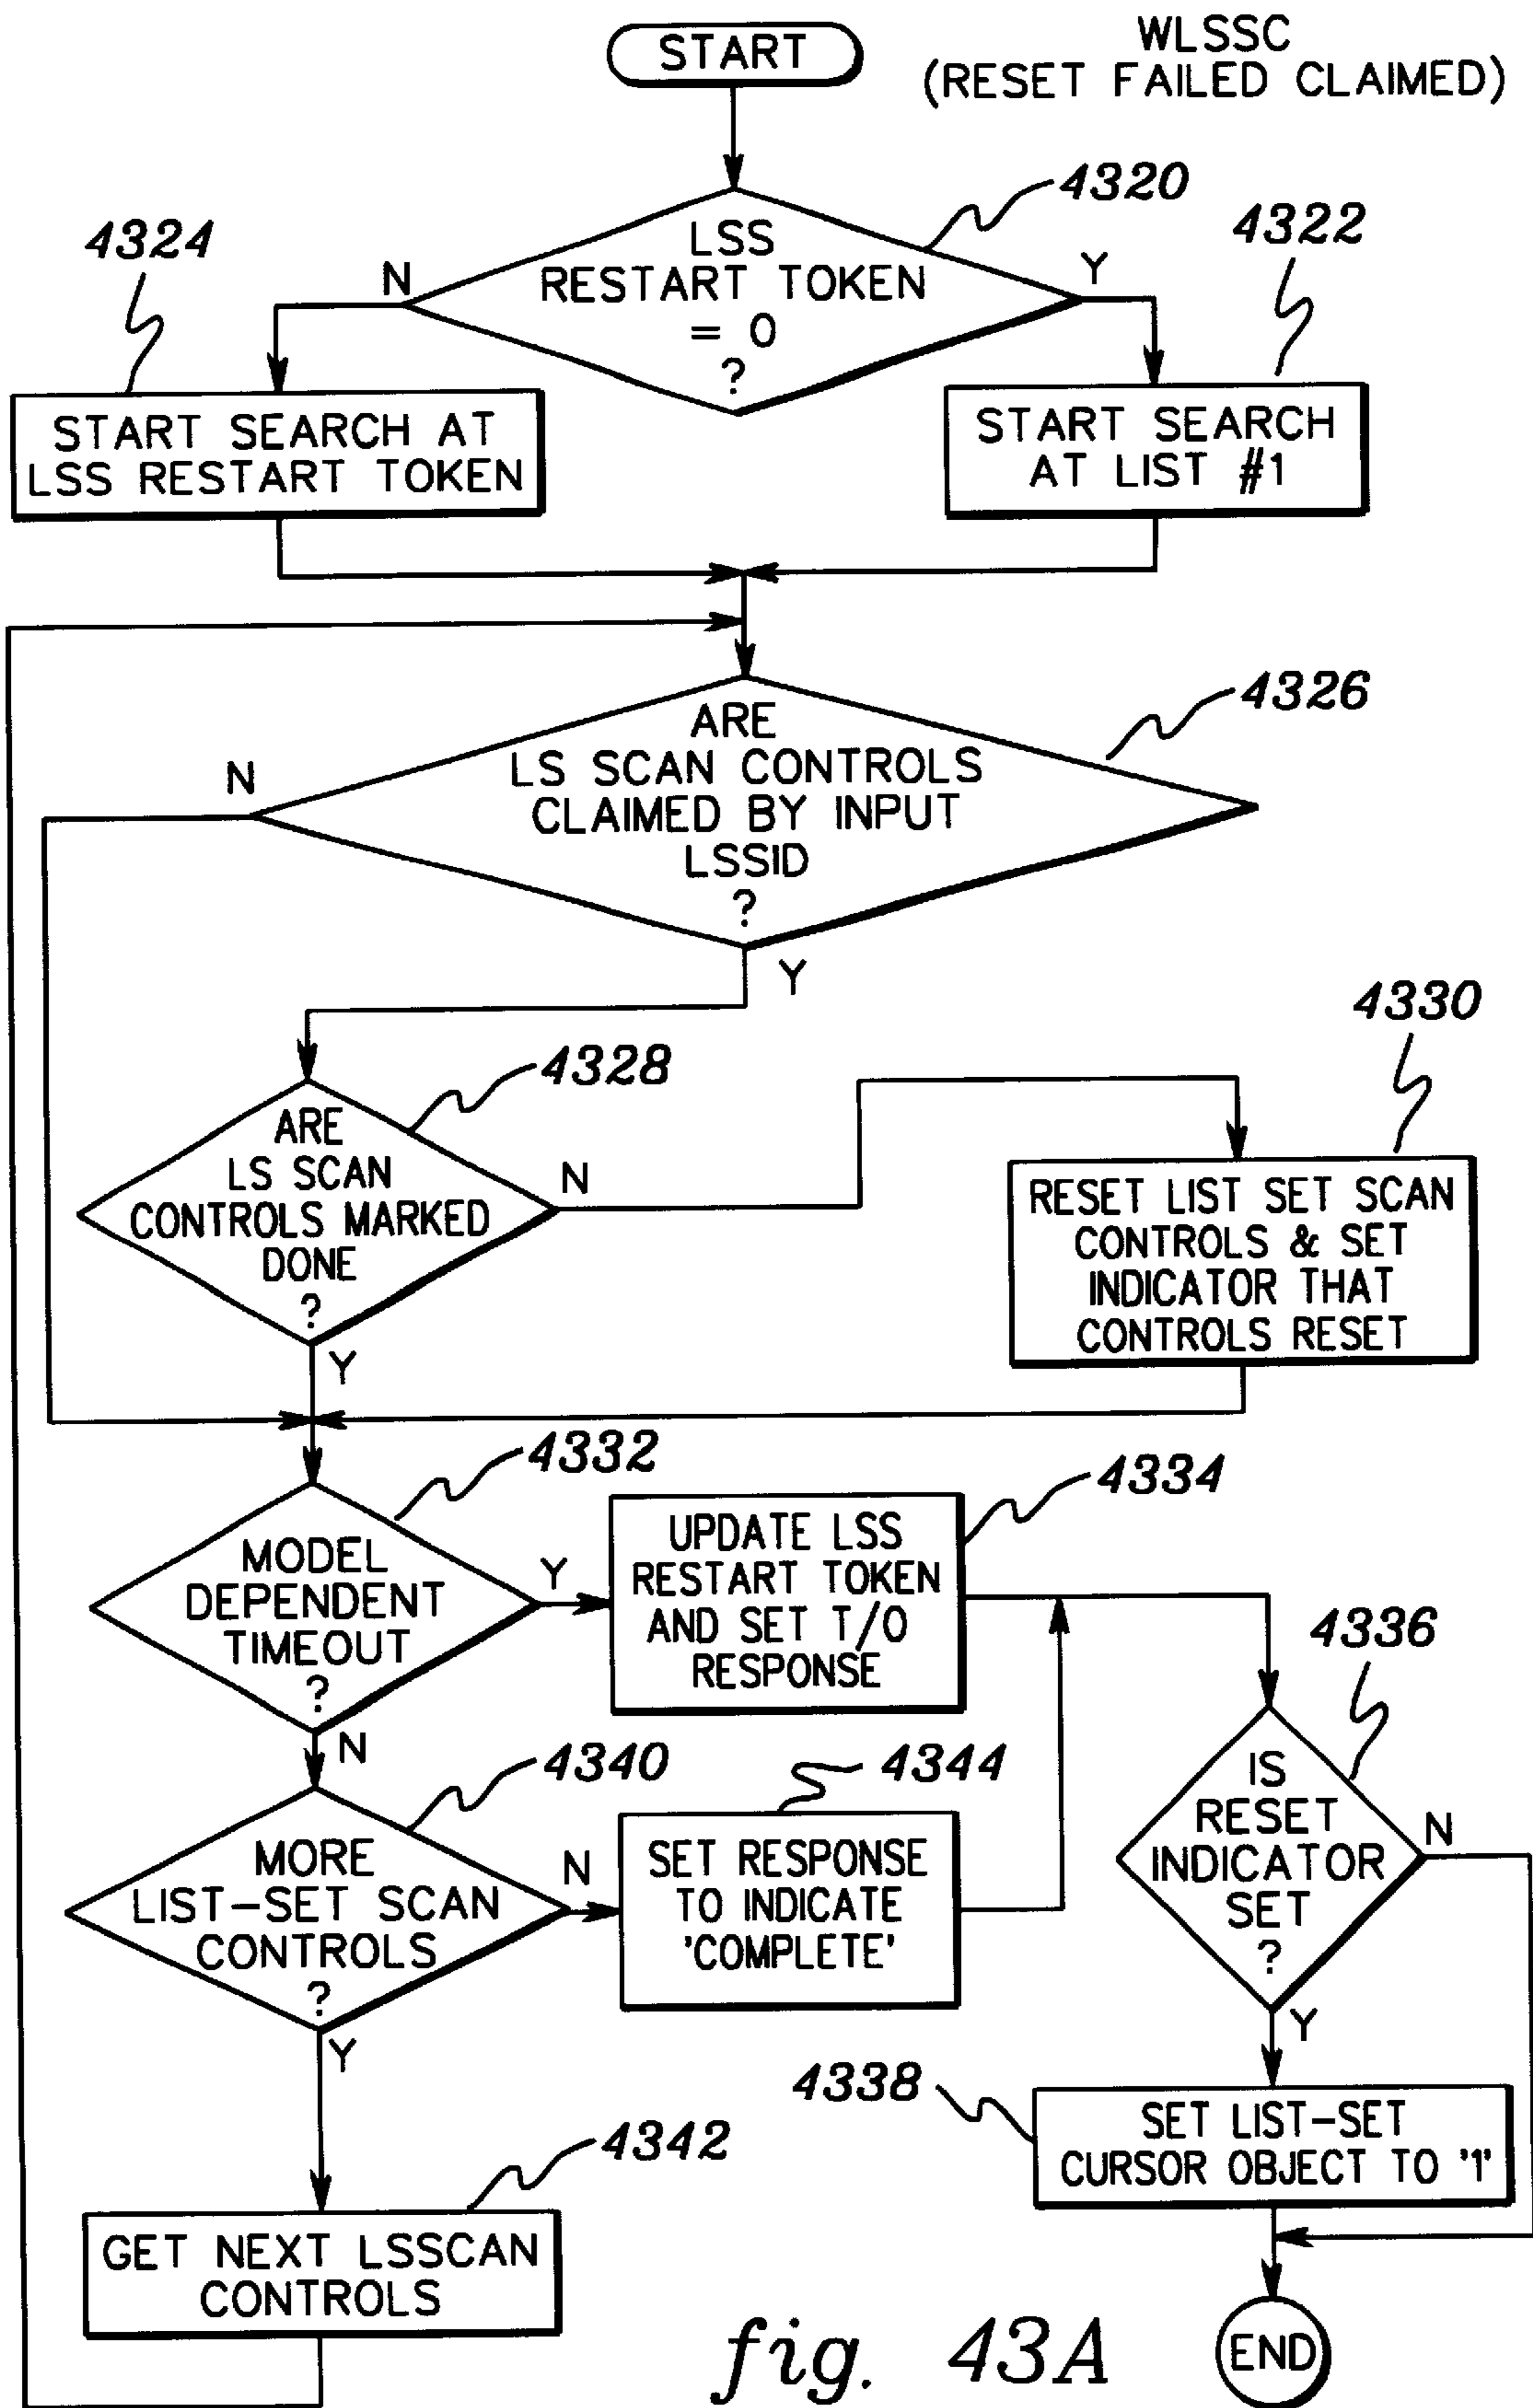 START
WLSSC
(RESET FAILED CLAIMED)
4320
4322
4324
LSS
RESTART TOKEN
= 0
?
N
Y
START SEARCH AT
LSS RESTART TOKEN
START SEARCH
AT LIST #1
4326
ARE
LS SCAN CONTROLS
CLAIMED BY INPUT
LSSID
?
N
Y
4328
4330
ARE
LS SCAN
CONTROLS MARKED
DONE
?
N
Y
RESET LIST SET SCAN
CONTROLS & SET
INDICATOR THAT
CONTROLS RESET
4332
4334
MODEL
DEPENDENT
TIMEOUT
?
Y
N
UPDATE LSS
RESTART TOKEN
AND SET T/O
RESPONSE
4336
IS
RESET
INDICATOR
SET
?
N
Y
4340
4344
MORE
LIST-SET SCAN
CONTROLS
?
N
Y
SET RESPONSE
TO INDICATE
'COMPLETE'
4338
SET LIST-SET
CURSOR OBJECT TO '1'
4342
GET NEXT LSSCAN
CONTROLS
END
fig. 43A